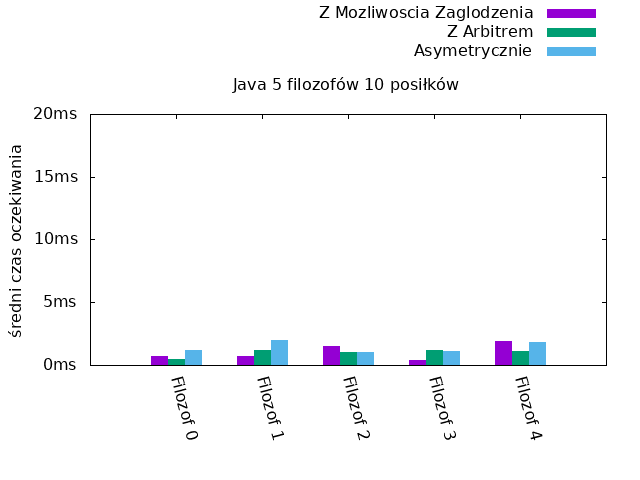 Z Mozliwoscia Zaglodzenia
Z Arbitrem
Asymetrycznie
Java 5 filozofów 10 posiłków
20ms
15ms
10ms
5ms
0ms
średni czas oczekiwania
Filozof 0
Filozof 1
Filozof 2
Filozof 3
Filozof 4